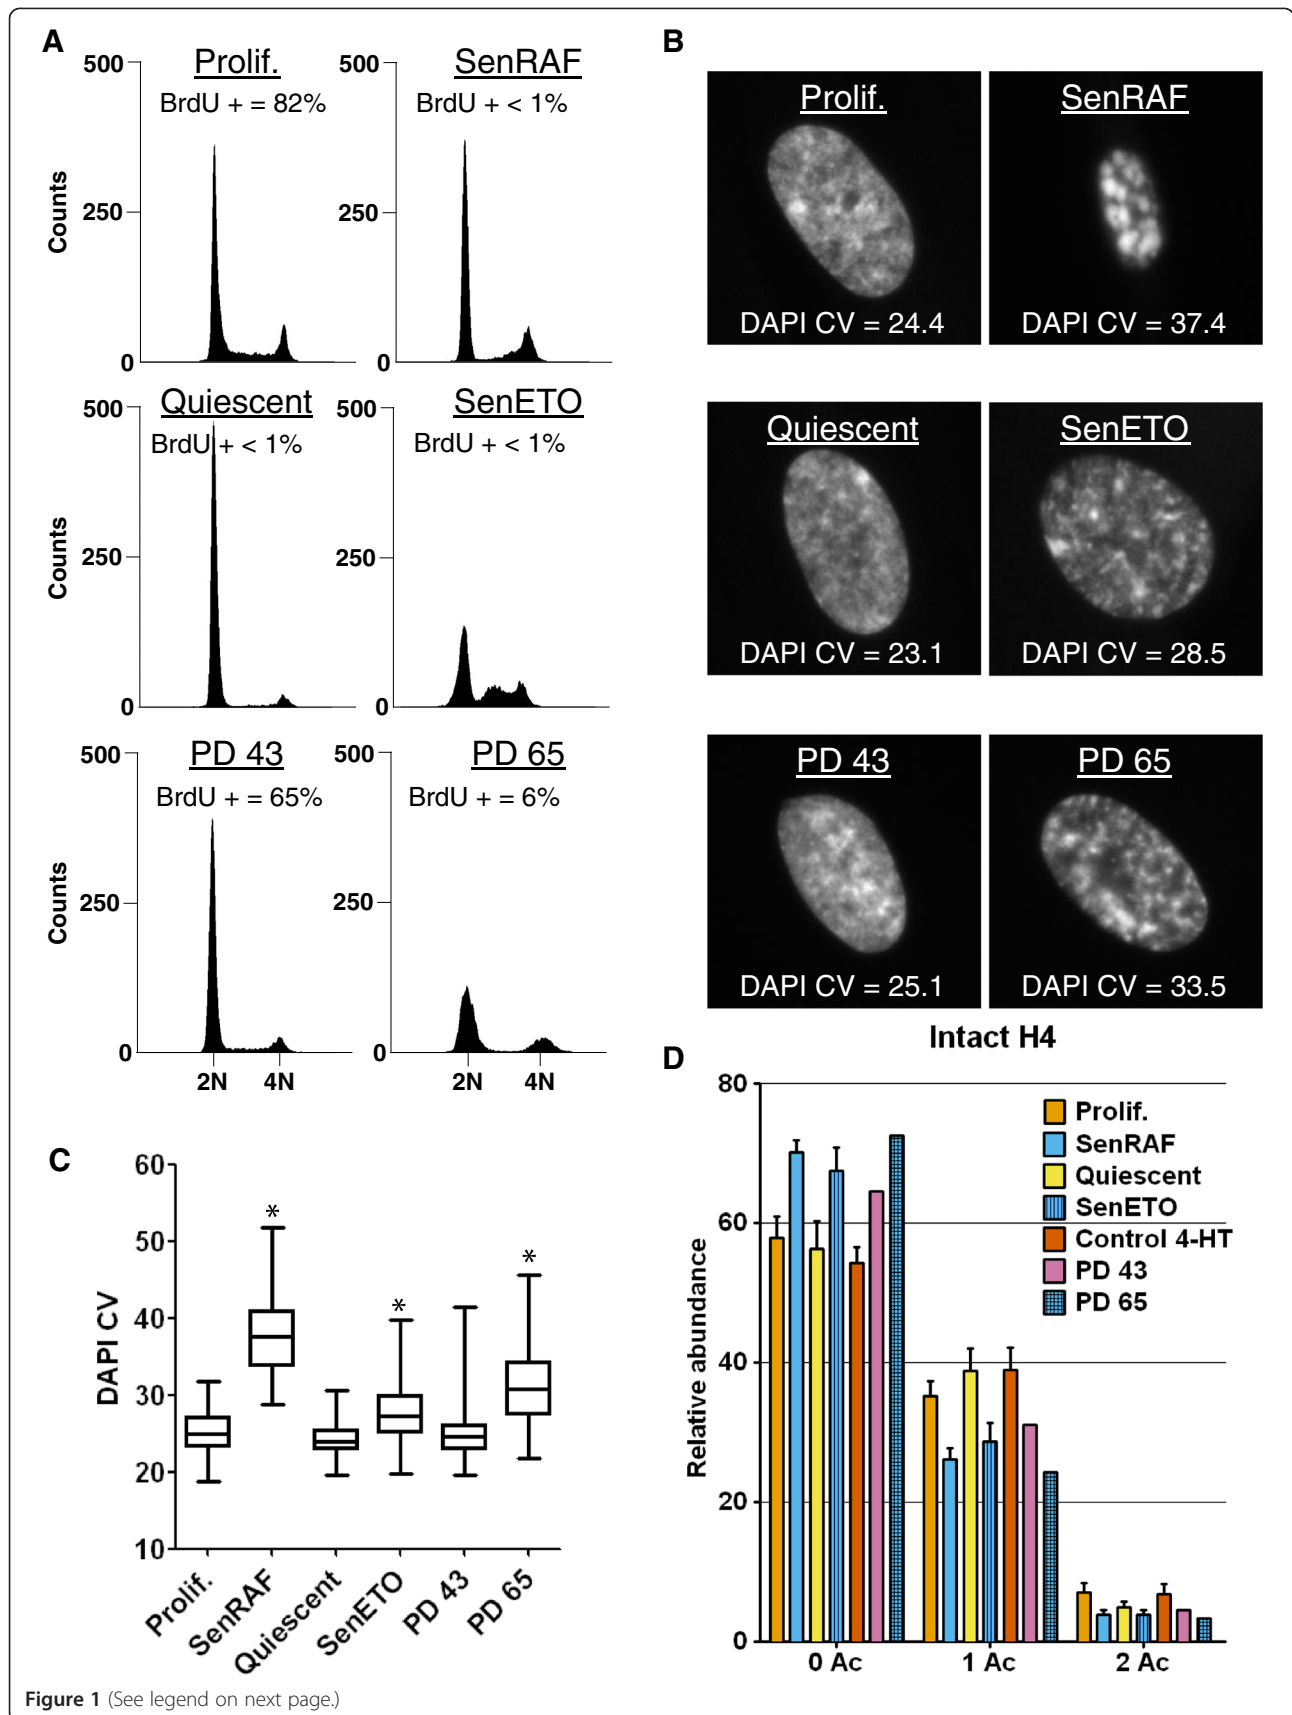 A
500
Prolif.
BrdU + = 82%
250
0
Counts
500
SenRAF
BrdU + < 1%
250
0
500
Quiescent
BrdU + < 1%
250
0
Counts
500
SenETO
BrdU + < 1%
250
0
500
PD 43
BrdU + = 65%
250
0
Counts
2N 4N
500
PD 65
BrdU + = 6%
250
0
2N 4N
B
Prolif.
DAPI CV = 24.4
SenRAF
DAPI CV = 37.4
Quiescent
DAPI CV = 23.1
SenETO
DAPI CV = 28.5
PD 43
DAPI CV = 25.1
PD 65
DAPI CV = 33.5
C
60
50
40
30
20
10
DAPI CV
*
*
*
Prolif.
SenRAF
Quiescent
SenETO
PD 43
PD 65
D
Intact H4
80
60
40
20
0
Relative abundance
Prolif.
SenRAF
Quiescent
SenETO
Control 4-HT
PD 43
PD 65
0 Ac 1 Ac 2 Ac
Figure 1 (See legend on next page.)